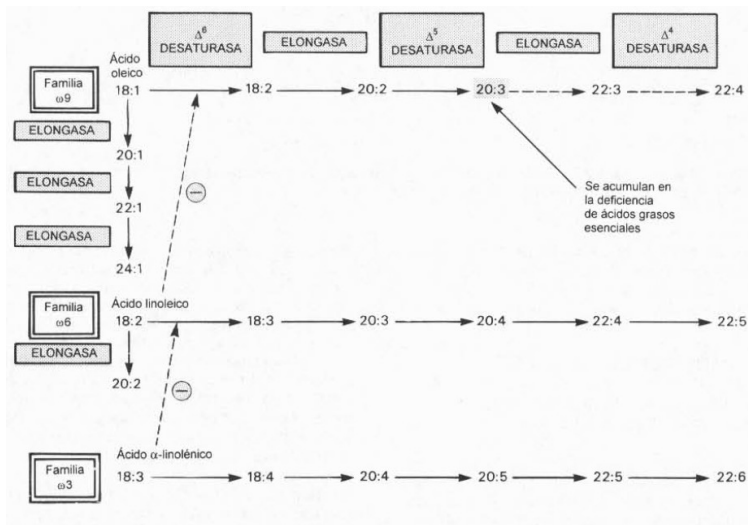 Δ6 DESATURASA
ELONGASA
Δ5 DESATURASA
ELONGASA
Δ4 DESATURASA
Familia ω9
Ácido oleico
18:1
18:2
20:2
20:3
22:3
22:4
ELONGASA
20:1
ELONGASA
22:1
ELONGASA
24:1
Se acumulan en
la deficiencia
de ácidos grasos
esenciales
Familia ω6
Ácido linoleico
18:2
18:3
20:3
20:4
22:4
22:5
ELONGASA
20:2
Familia ω3
Ácido α-linolénico
18:3
18:4
20:4
20:5
22:5
22:6